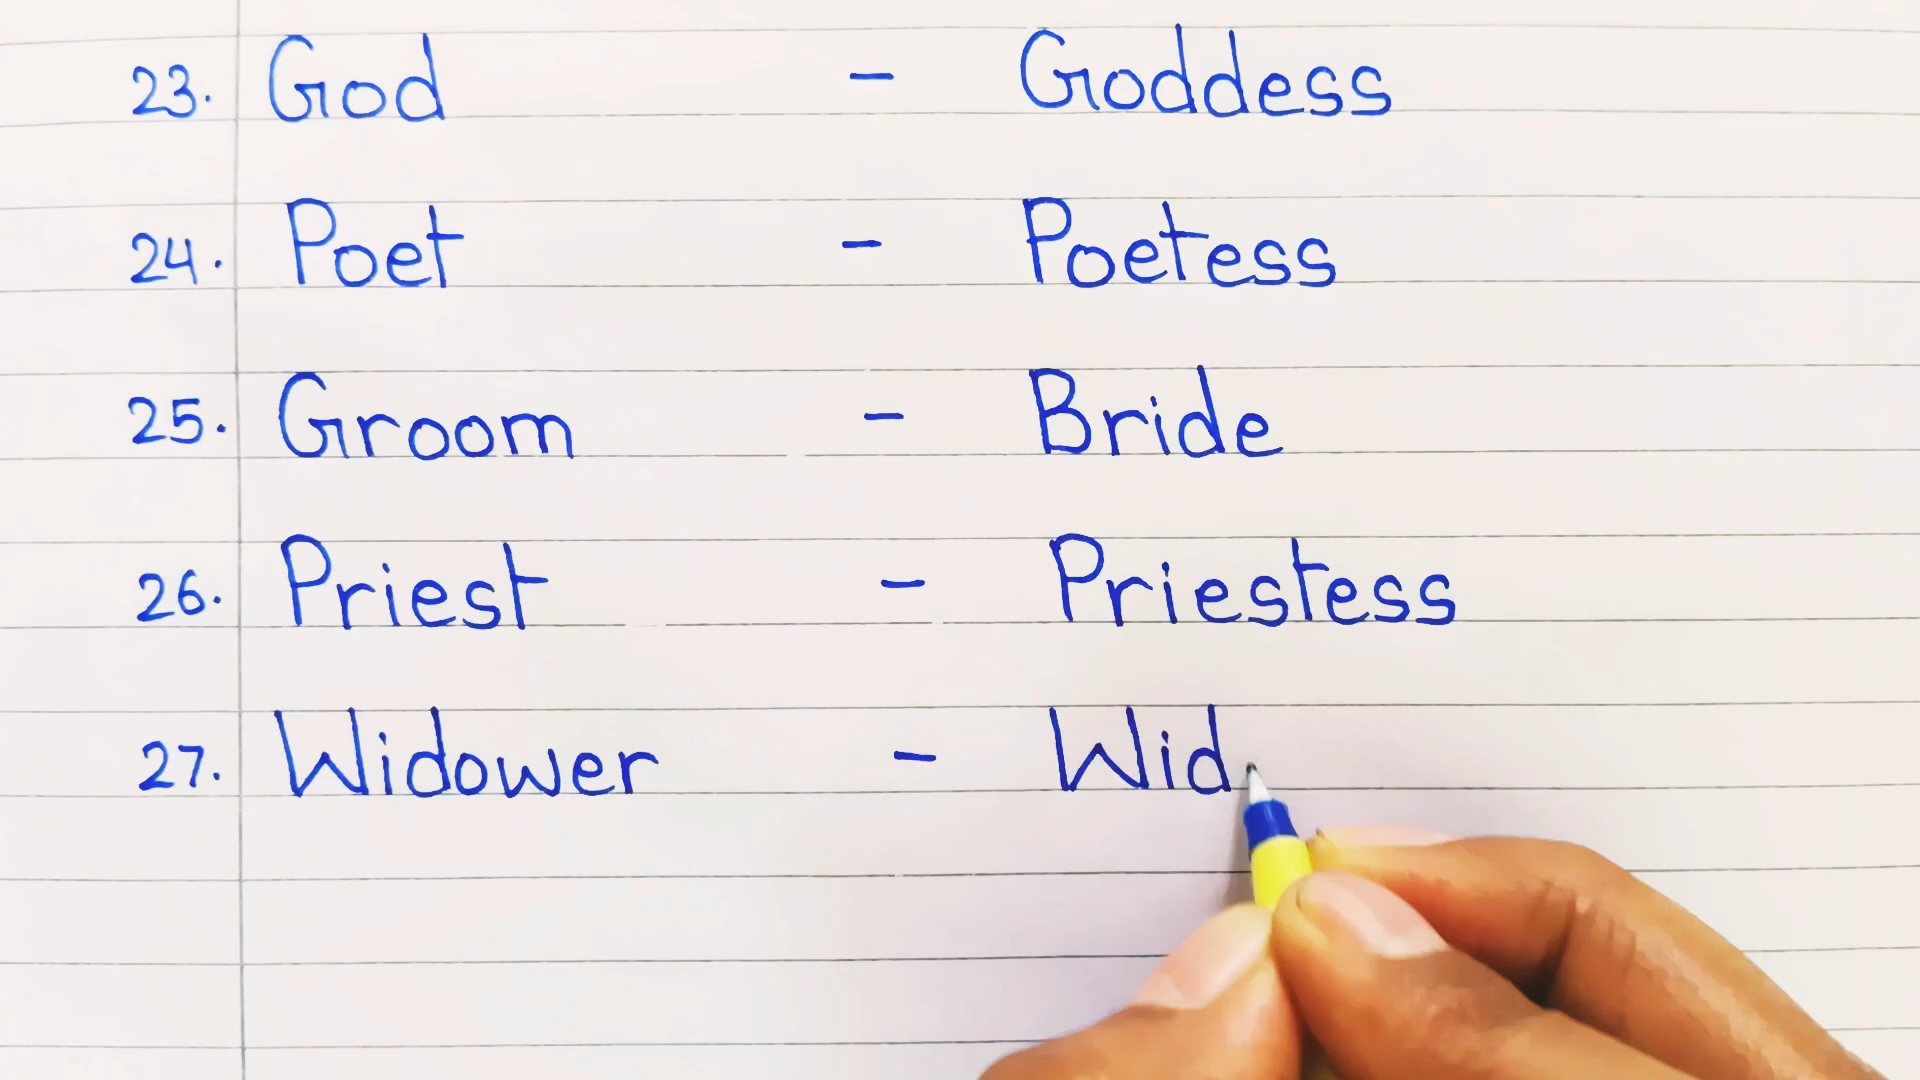 23. God - Goddess
24. Poet - Poetess
25. Groom - Bride
26. Priest - Priestess
27. Widower - Wid